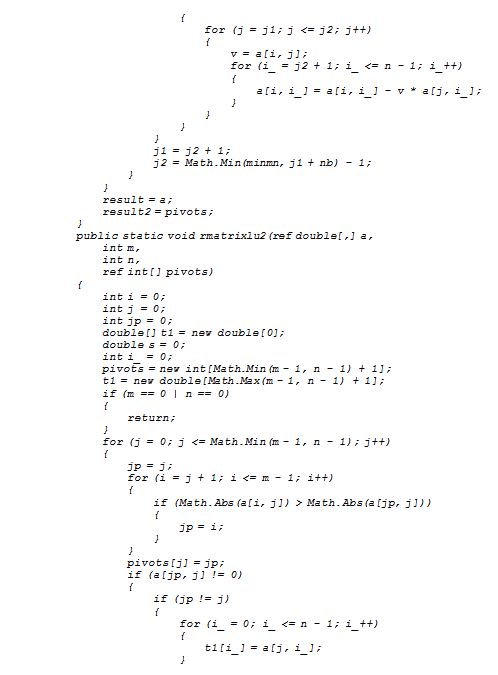 {
for (j = j1; j <= j2; j++)
{
v = a[i, j];
for (i_ = j2 + 1; i_ <= n - 1; i_++)
{
a[i, i_] = a[i, i_] - v * a[j, i_];
}
}
}
}
j1 = j2 + 1;
j2 = Math.Min(minmn, j1 + nb) - 1;
}
}
result = a;
result2 = pivots;
}
public static void rmatrixlu2(ref double[,] a,
int m,
int n,
ref int[] pivots)
{
int i = 0;
int j = 0;
int jp = 0;
double[] t1 = new double[0];
double s = 0;
int i_ = 0;
pivots = new int[Math.Min(m - 1, n - 1) + 1];
t1 = new double[Math.Max(m - 1, n - 1) + 1];
if (m == 0 | n == 0)
{
return;
}
for (j = 0; j <= Math.Min(m - 1, n - 1); j++)
{
jp = j;
for (i = j + 1; i <= m - 1; i++)
{
if (Math.Abs(a[i, j]) > Math.Abs(a[jp, j]))
{
jp = i;
}
}
pivots[j] = jp;
if (a[jp, j] != 0)
{
if (jp != j)
{
for (i_ = 0; i_ <= n - 1; i_++)
{
t1[i_] = a[j, i_];
}